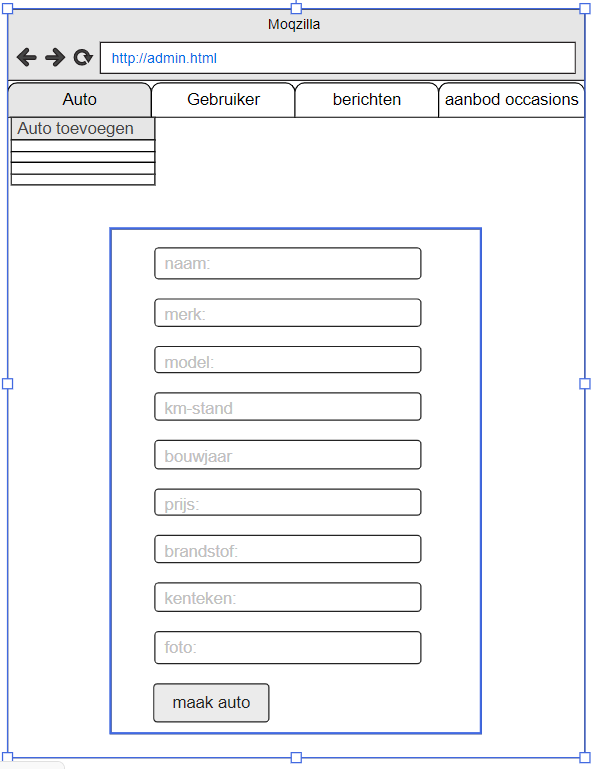 Moqzilla
http://admin.html
Auto Gebruiker berichten aanbod occasions
Auto toevoegen
naam:
merk:
model:
km-stand
bouwjaar
prijs:
brandstof:
kenteken:
foto:
maak auto